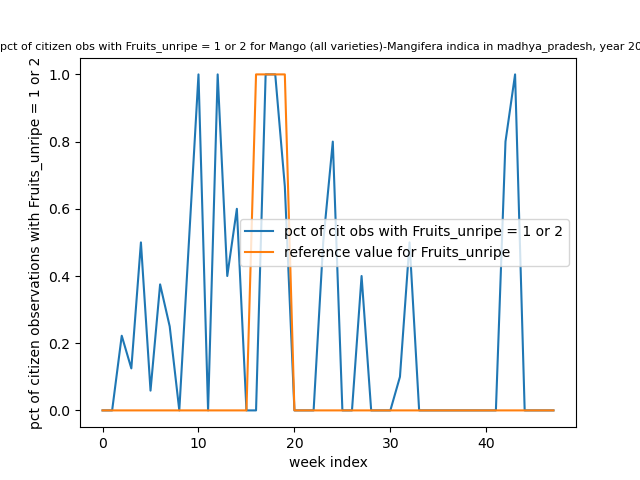 pct of citizen obs with Fruits_unripe = 1 or 2 for Mango (all varieties)-Mangifera indica in madhya_pradesh, year 20
pct of citizen observations with Fruits_unripe = 1 or 2
1.0
0.8
0.6
0.4
0.2
0.0
pct of cit obs with Fruits_unripe = 1 or 2
reference value for Fruits_unripe
0 10 20 30 40
week index